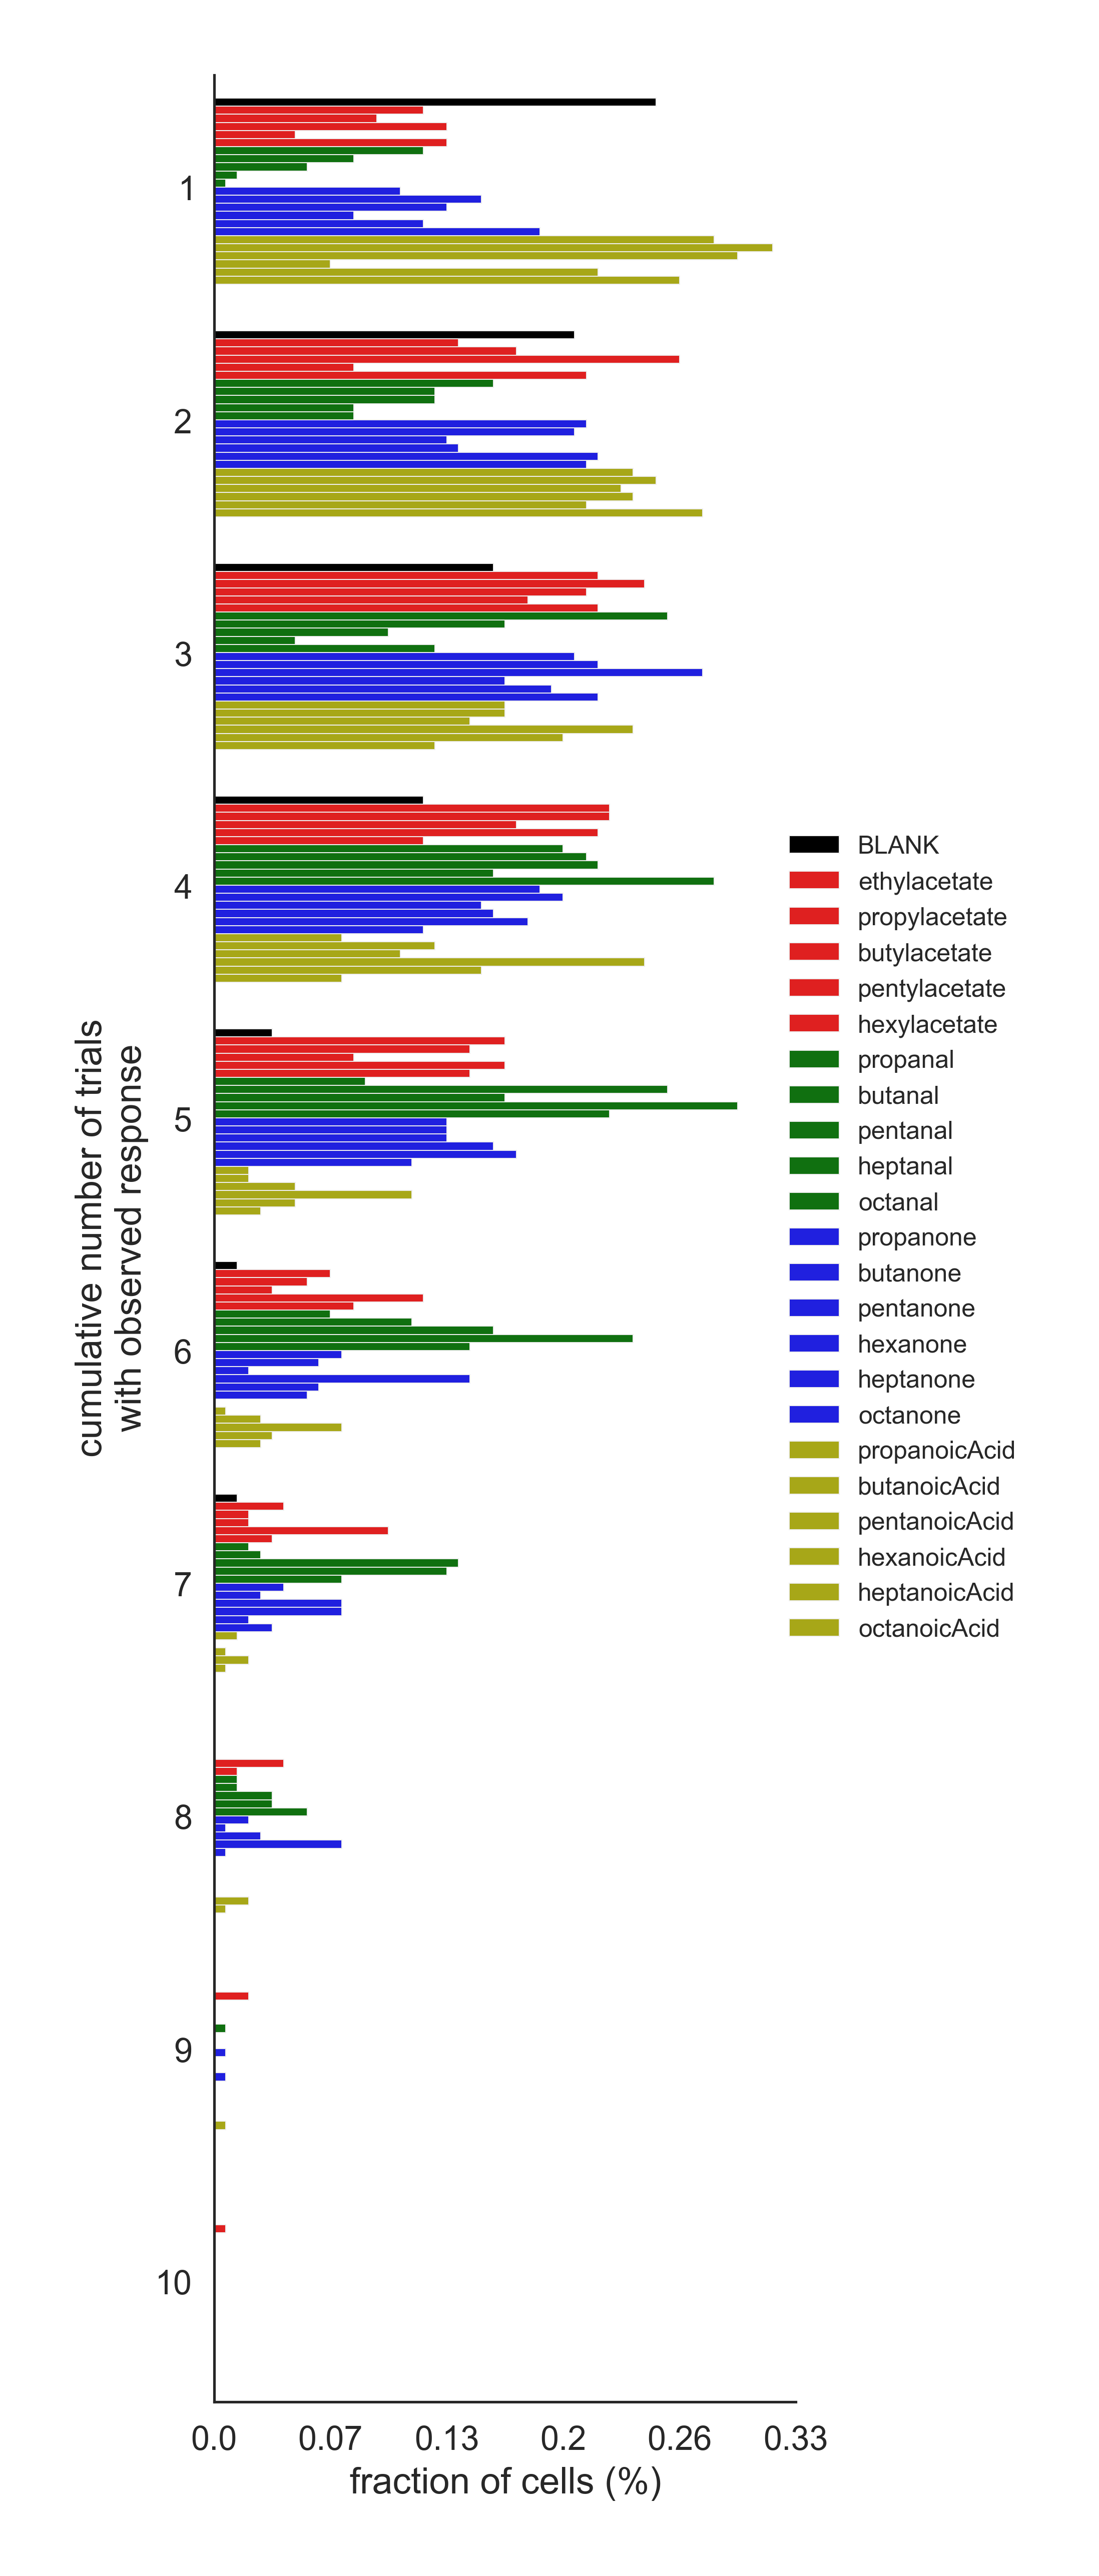 1
2
3
4
5
6
7
8
9
10
cumulative number of trials
with observed response
BLANK
ethylacetate
propylacetate
butylacetate
pentylacetate
hexylacetate
propanal
butanal
pentanal
heptanal
octanal
propanone
butanone
pentanone
hexanone
heptanone
octanone
propanoicAcid
butanoicAcid
pentanoicAcid
hexanoicAcid
heptanoicAcid
octanoicAcid
0.0 0.07 0.13 0.2 0.26 0.33
fraction of cells (%)